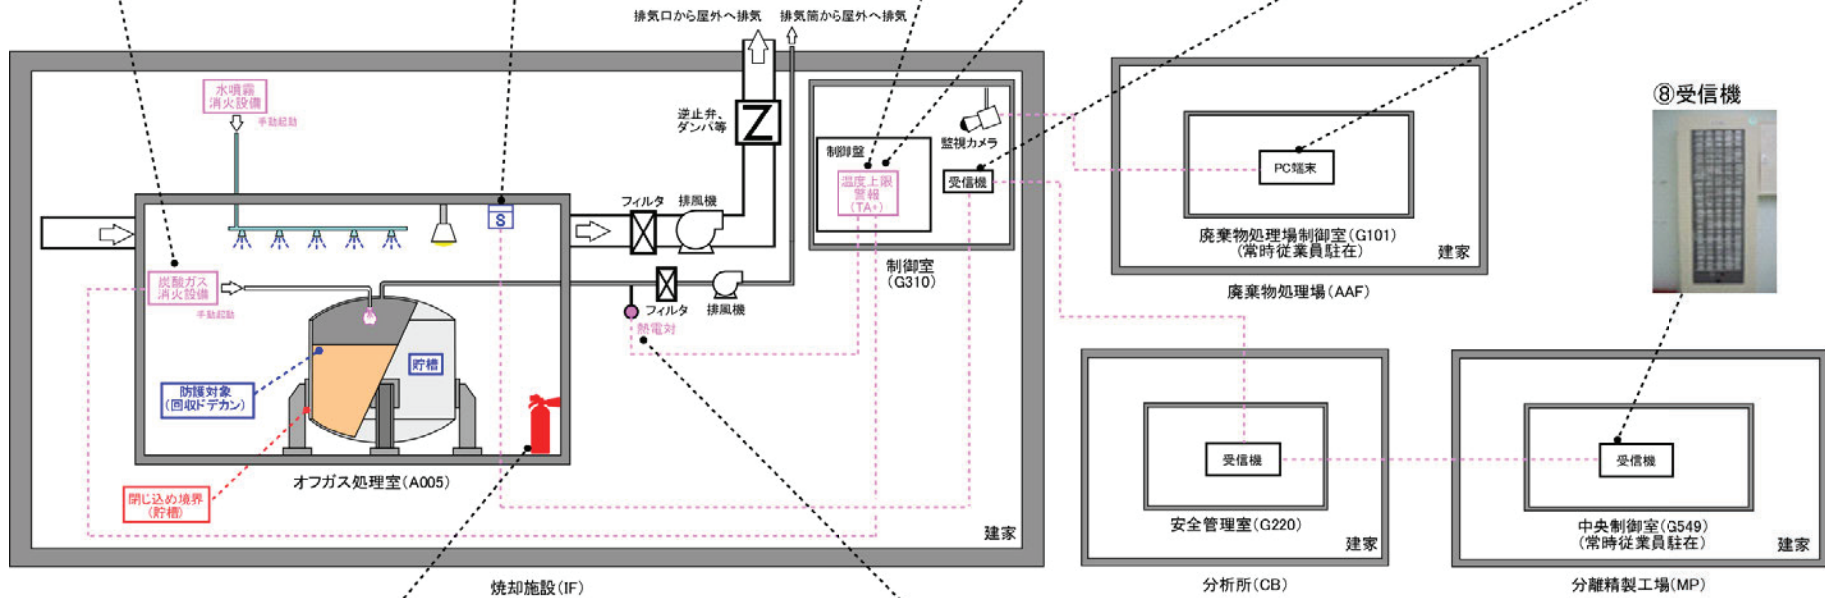 排気口から屋外へ排気
排気筒から屋外へ排気
水噴霧
消火設備
手動起動
逆止弁、
ダンパ等
Z
監視カメラ
制御盤
温度上限
警報
(TA+)
受信機
制御室
(G310)
S
フィルタ
排風機
炭酸ガス
消火設備
手動起動
フィルタ
排風機
熱電対
貯槽
防護対象
(回収ドデカン)
閉じ込め境界
(貯槽)
オフガス処理室(A005)
建家
焼却施設(IF)
PC端末
廃棄物処理場制御室(G101)
(常時従業員駐在)
建家
廃棄物処理場(AAF)
⑧受信機
受信機
安全管理室(G220)
建家
分析所(CB)
受信機
中央制御室(G549)
(常時従業員駐在)
建家
分離精製工場(MP)